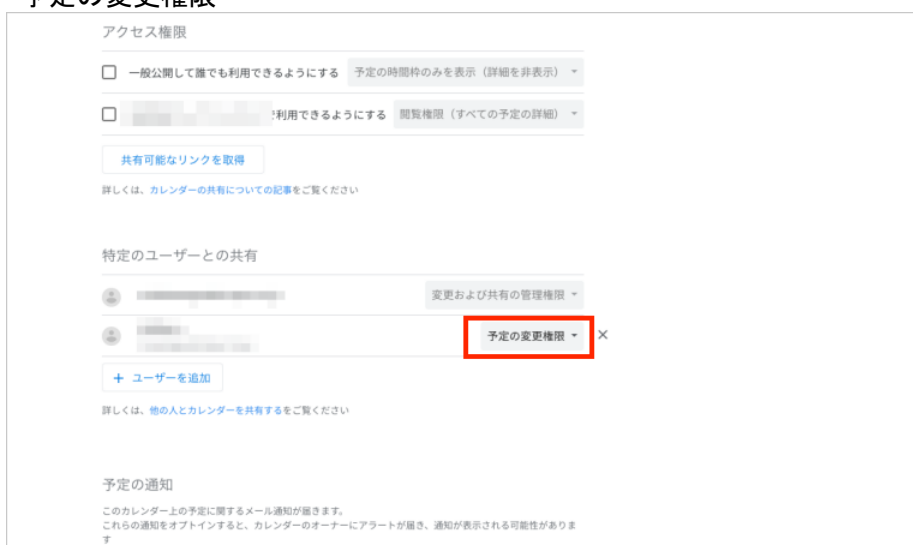 予定の変更権限
アクセス権限
一般公開して誰でも利用できるようにする 予定の時間枠のみを表示（詳細を非表示）
利用できるようにする 閲覧権限（すべての予定の詳細）
共有可能なリンクを取得
詳しくは、カレンダーの共有についての記事をご覧ください
特定のユーザーとの共有
変更および共有の管理権限
予定の変更権限 ×
+ ユーザーを追加
詳しくは、他の人とカレンダーを共有するをご覧ください
予定の通知
このカレンダー上の予定に関するメール通知が届きます。
これらの通知をオプトインすると、カレンダーのオーナーにアラートが届き、通知が表示される可能性がありま
す